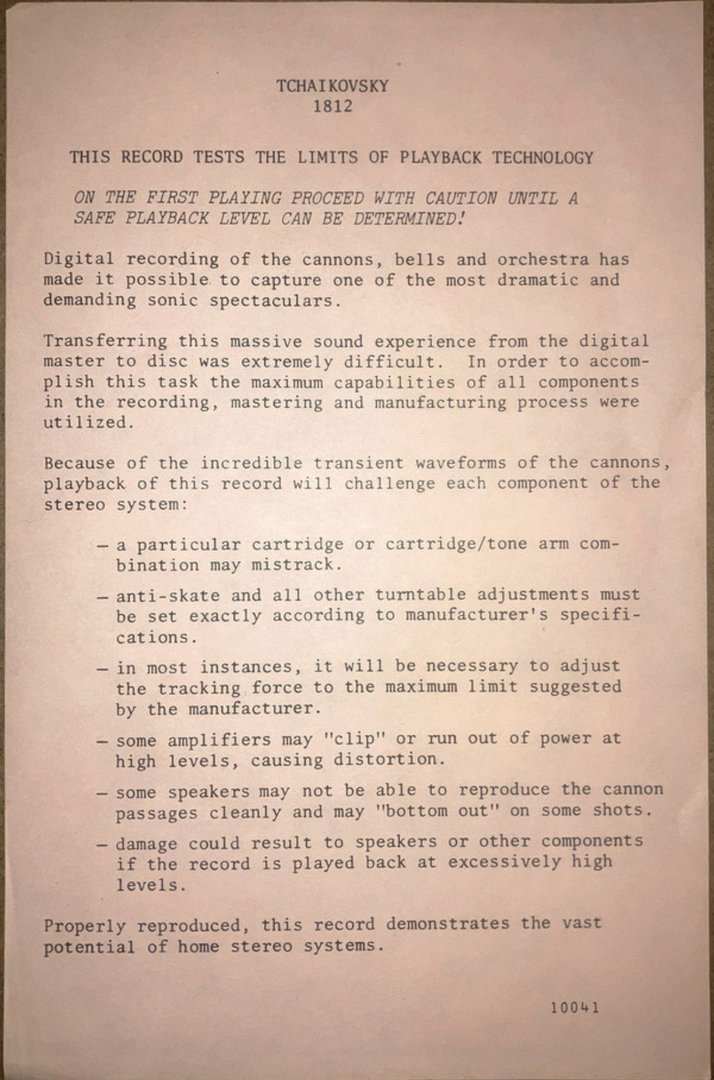 TCHAIKOVSKY
1812
THIS RECORD TESTS THE LIMITS OF PLAYBACK TECHNOLOGY
ON THE FIRST PLAYING PROCEED WITH CAUTION UNTIL A
SAFE PLAYBACK LEVEL CAN BE DETERMINED!
Digital recording of the cannons, bells and orchestra has
made it possible to capture one of the most dramatic and
demanding sonic spectaculars.
Transferring this massive sound experience from the digital
master to disc was extremely difficult.  In order to accom-
plish this task the maximum capabilities of all components
in the recording, mastering and manufacturing process were
utilized.
Because of the incredible transient waveforms of the cannons,
playback of this record will challenge each component of the
stereo system:
— a particular cartridge or cartridge/tone arm com-
bination may mistrack.
— anti-skate and all other turntable adjustments must
be set exactly according to manufacturer's specifi-
cations.
— in most instances, it will be necessary to adjust
the tracking force to the maximum limit suggested
by the manufacturer.
— some amplifiers may "clip" or run out of power at
high levels, causing distortion.
— some speakers may not be able to reproduce the cannon
passages cleanly and may "bottom out" on some shots.
— damage could result to speakers or other components
if the record is played back at excessively high
levels.
Properly reproduced, this record demonstrates the vast
potential of home stereo systems.
10041